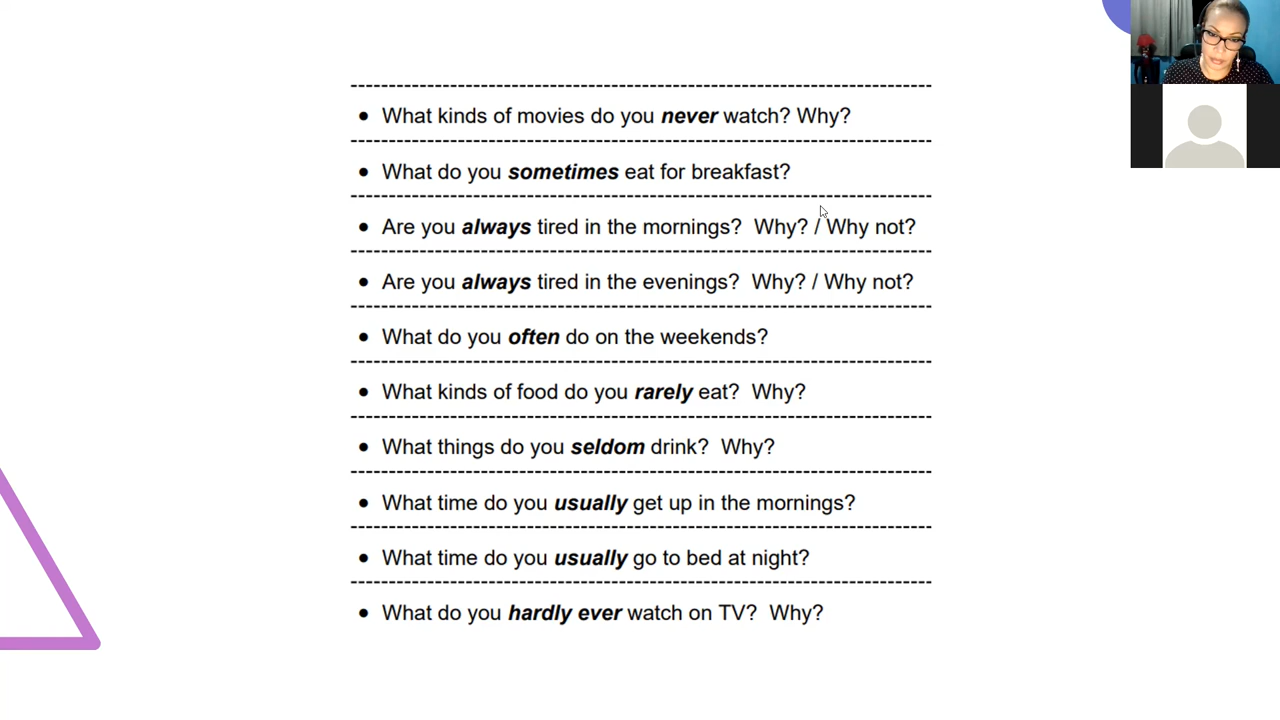 • What kinds of movies do you never watch? Why?
• What do you sometimes eat for breakfast?
• Are you always tired in the mornings?  Why? / Why not?
• Are you always tired in the evenings?  Why? / Why not?
• What do you often do on the weekends?
• What kinds of food do you rarely eat?  Why?
• What things do you seldom drink?  Why?
• What time do you usually get up in the mornings?
• What time do you usually go to bed at night?
• What do you hardly ever watch on TV?  Why?